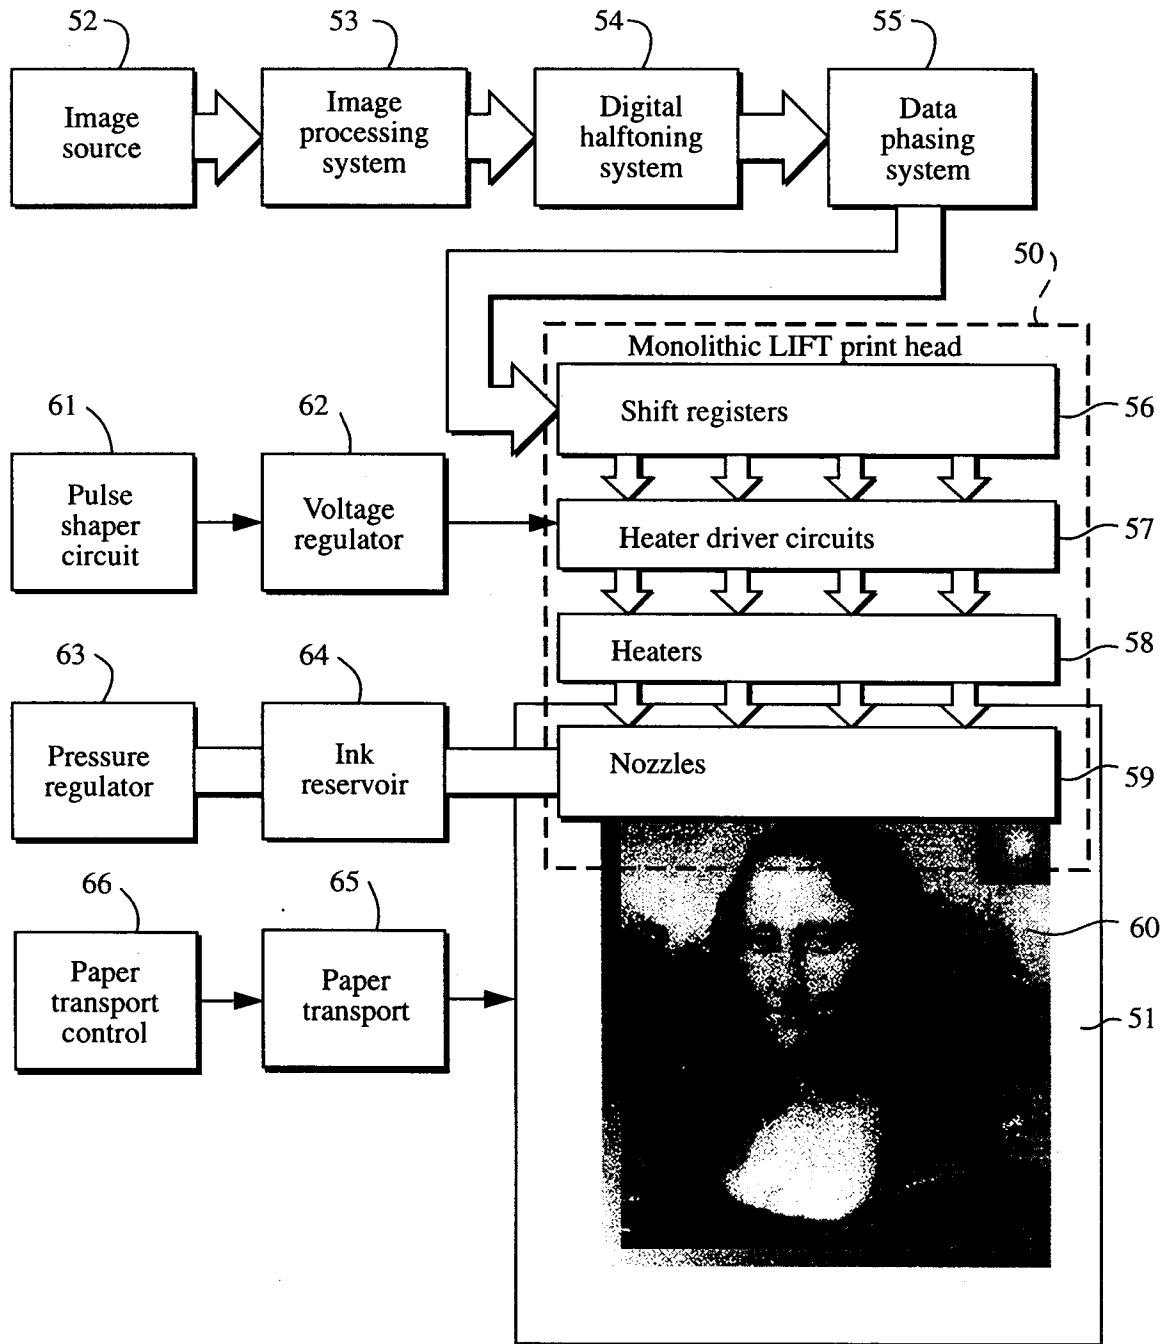 52
53
54
55
Image
source
Image
processing
system
Digital
halftoning
system
Data
phasing
system
50
Monolithic LIFT print head
Shift registers
56
61
62
Pulse
shaper
circuit
Voltage
regulator
Heater driver circuits
57
Heaters
58
63
64
Pressure
regulator
Ink
reservoir
Nozzles
59
66
65
Paper
transport
control
Paper
transport
60
51